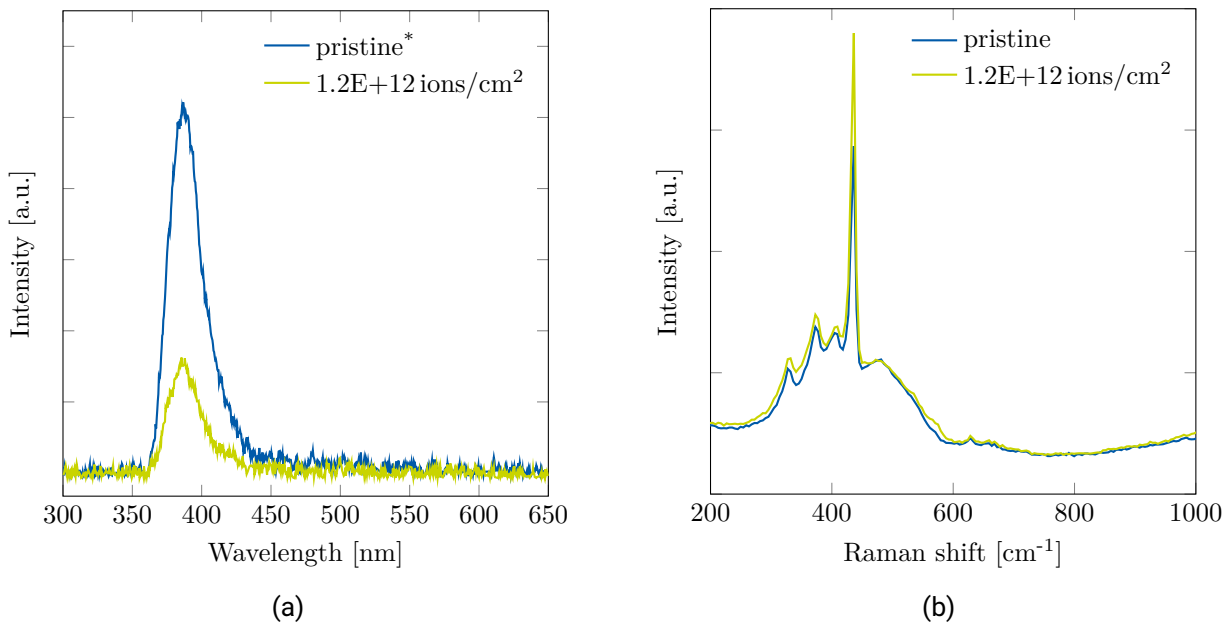 pristine*
1.2E+12 ions/cm²
Intensity [a.u.]
300 350 400 450 500 550 600 650
Wavelength [nm]
(a)
pristine
1.2E+12 ions/cm²
Intensity [a.u.]
200 400 600 800 1000
Raman shift [cm⁻¹]
(b)